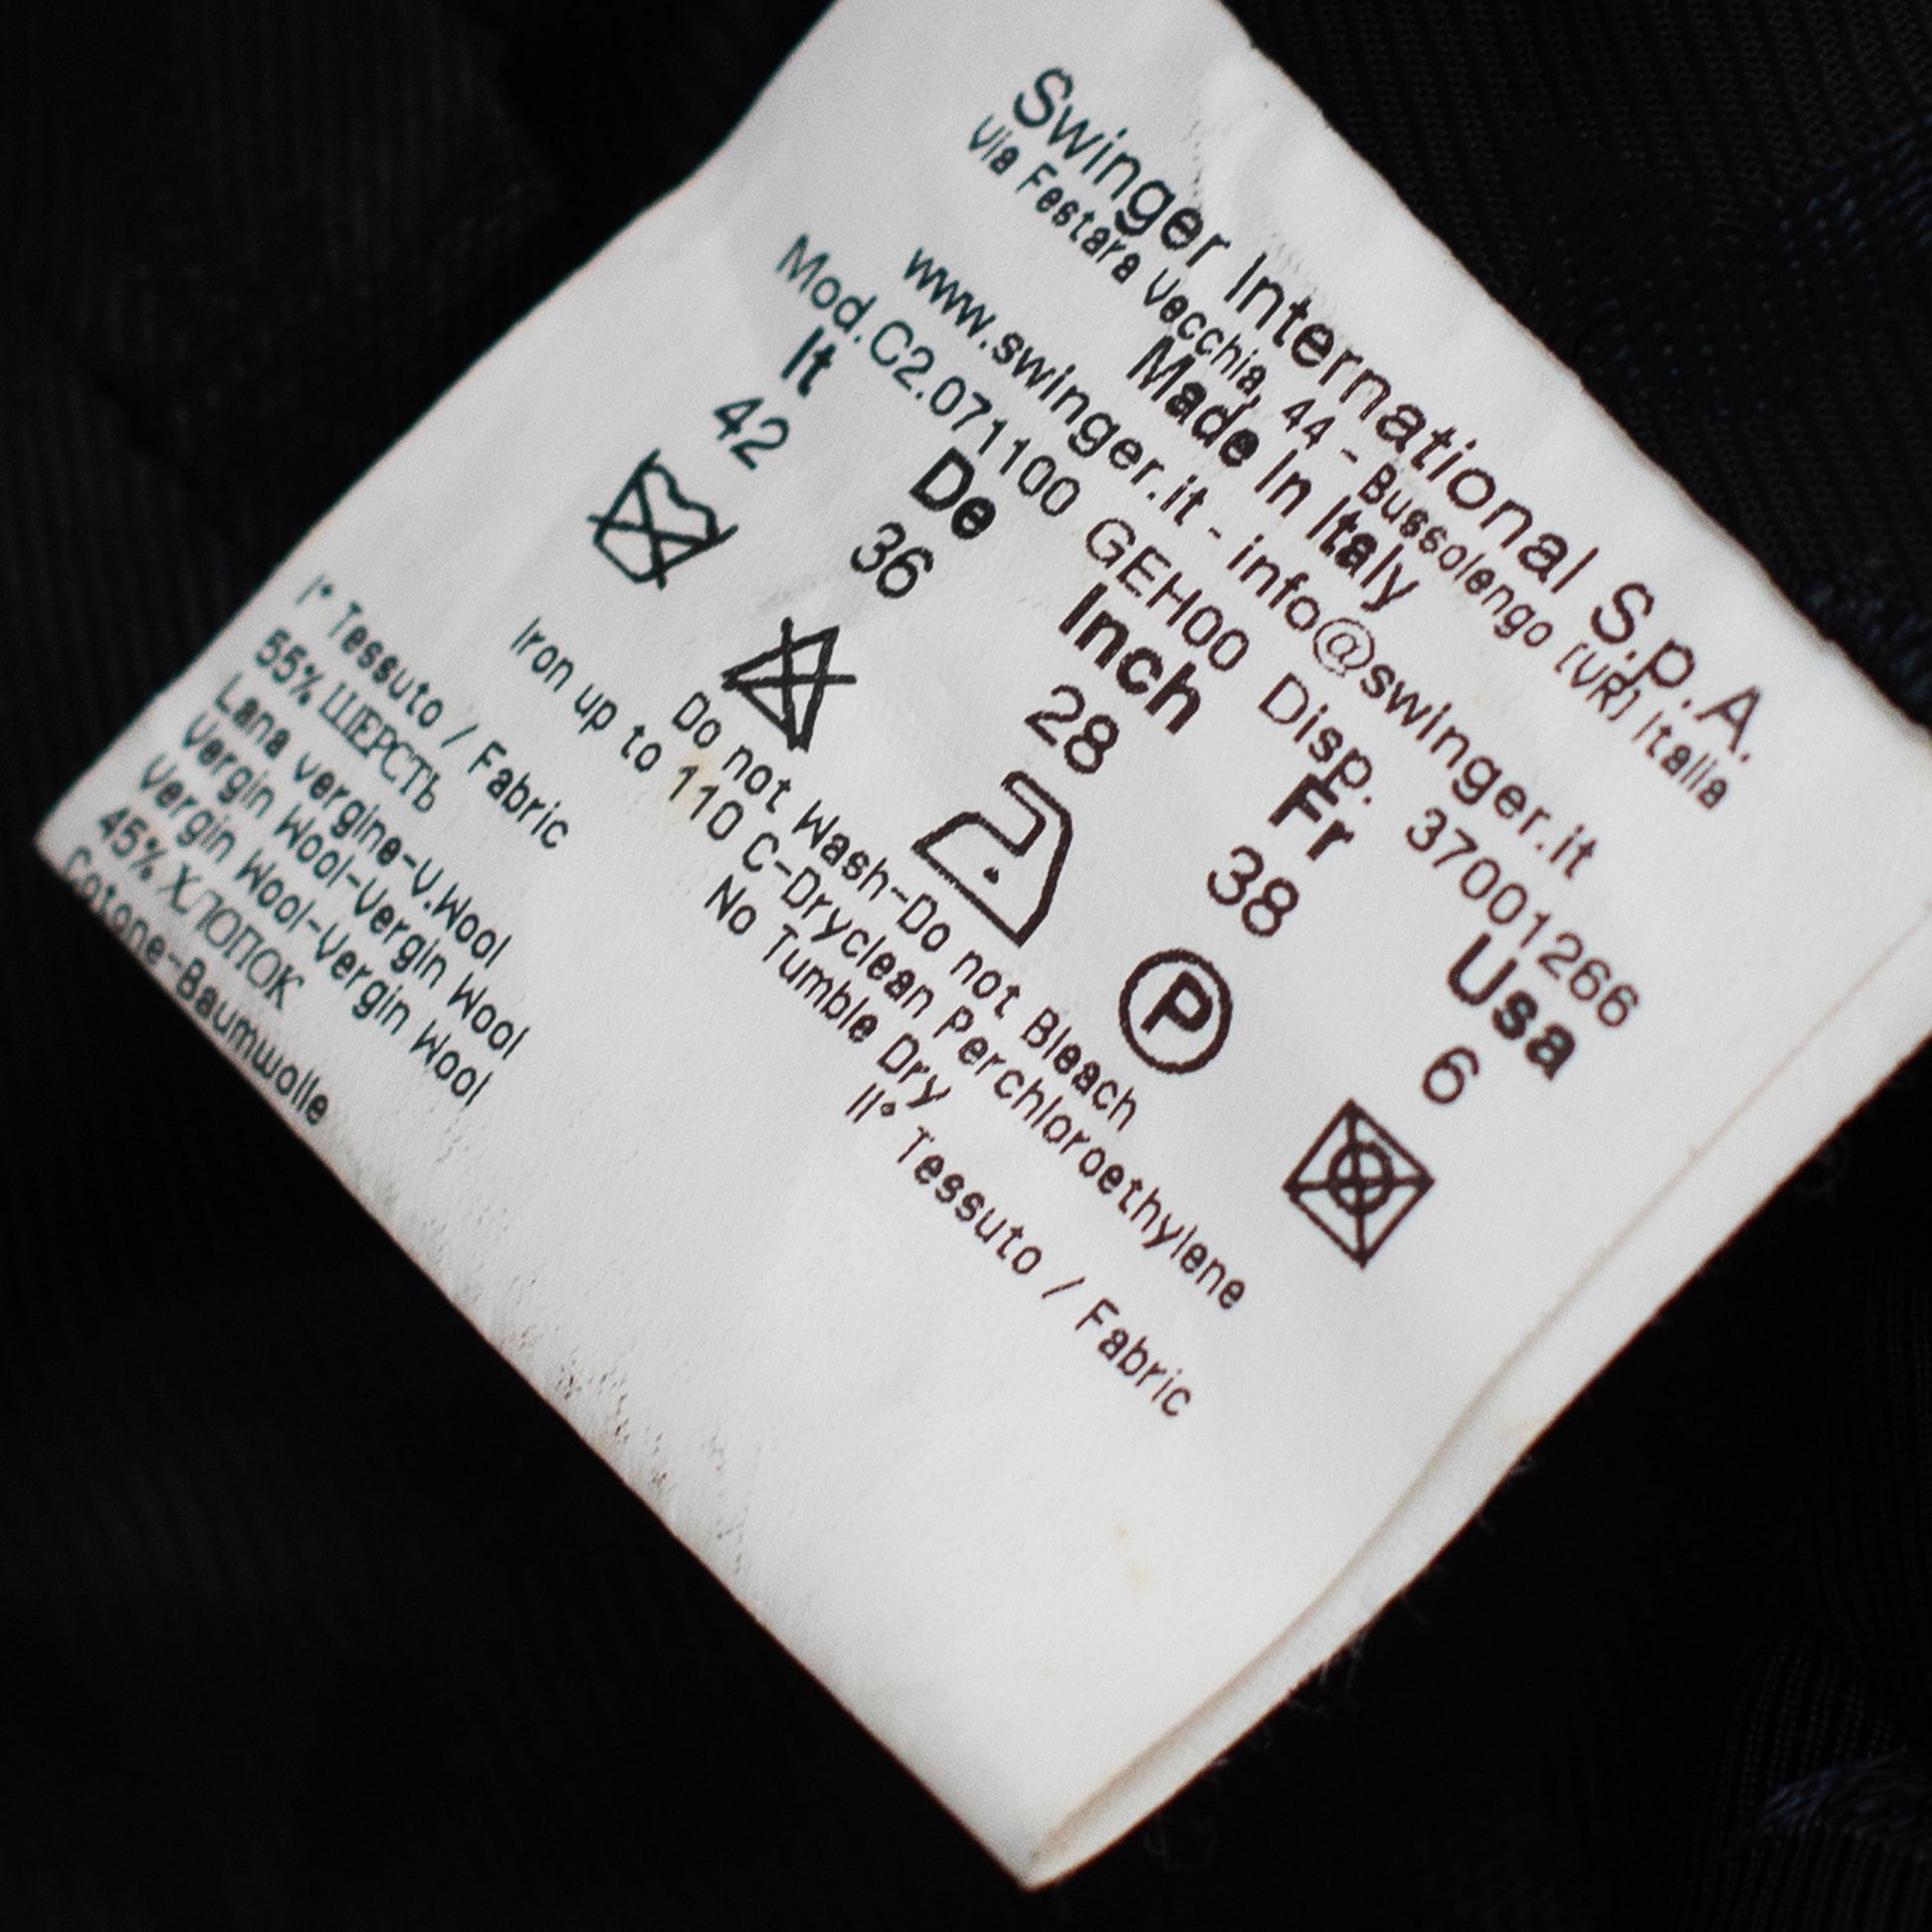 Swinger International S.p.A.
Via Festara Vecchia, 44 - Bussolengo (VR) Italia
Made In Italy
www.swinger.it - info@swinger.it
Mod.C2.071100 GEH00 Disp. 37001266
It De Inch Fr Usa
42 36 28 38 6
P
Do not Wash-Do not Bleach
Iron up to 110 C-Dryclean Perchloroethylene
No Tumble Dry
I° Tessuto / Fabric
55% ШЕРСТЬ
Lana vergine-V.Wool
Vergin Wool-Vergin Wool
Vergin Wool-Vergin Wool
45% ХЛОПОК
Cotone-Baumwolle
II° Tessuto / Fabric